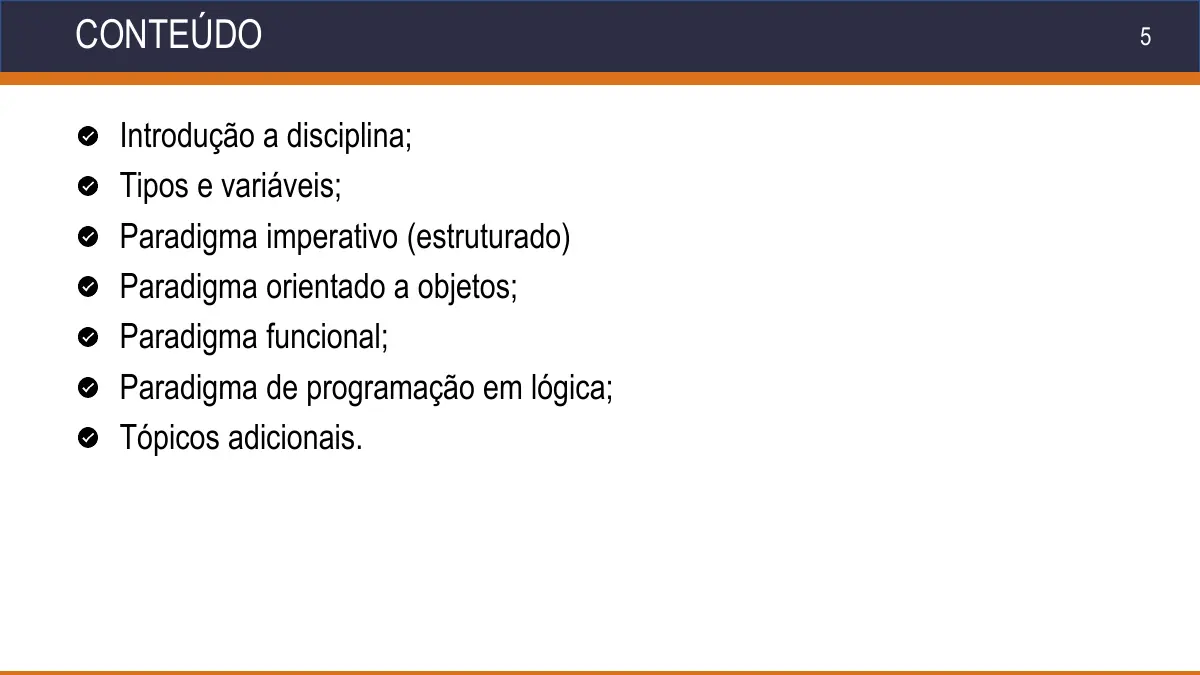 CONTEÚDO
5
Introdução a disciplina;
Tipos e variáveis;
Paradigma imperativo (estruturado)
Paradigma orientado a objetos;
Paradigma funcional;
Paradigma de programação em lógica;
Tópicos adicionais.